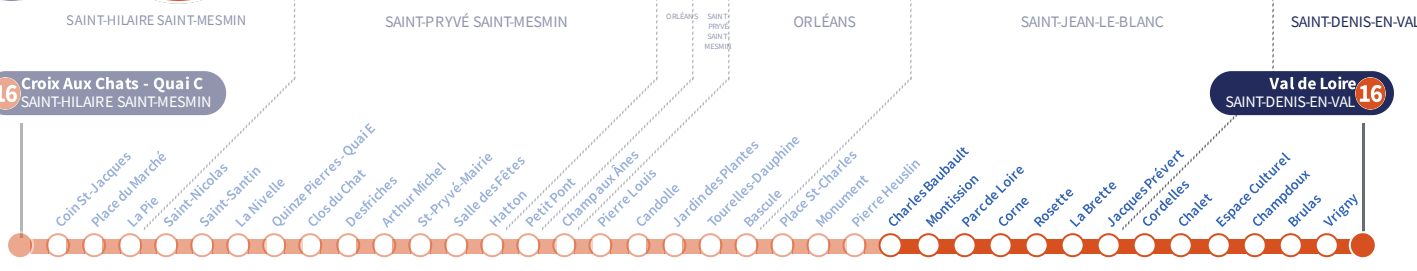 SAINT-HILAIRE SAINT-MESMIN
SAINT-PRYVÉ SAINT-MESMIN
ORLÉANS
SAINT-
PRYVÉ
SAINT-
MESMIN
ORLÉANS
SAINT-JEAN-LE-BLANC
SAINT-DENIS-EN-VAL
16
Croix Aux Chats - Quai C
SAINT-HILAIRE SAINT-MESMIN
Val de Loire
SAINT-DENIS-EN-VAL
16
Coin St-Jacques
Place du Marché
La Pie
Saint-Nicolas
Saint-Santin
La Nivelle
Quinze Pierres - Quai E
Clos du Chat
Desfriches
Arthur Michel
St-Pryvé-Mairie
Salle des Fêtes
Hatton
Petit Pont
Champ aux Ânes
Pierre Louis
Candolle
Jardin des Plantes
Tourelles-Dauphine
Bascule
Place St-Charles
Monument
Pierre Heuslin
Charles Baubault
Montission
Parc de Loire
Corne
Rosette
La Brette
Jacques Prévert
Cordelles
Chalet
Espace Culturel
Champdoux
Brulas
Vrigny